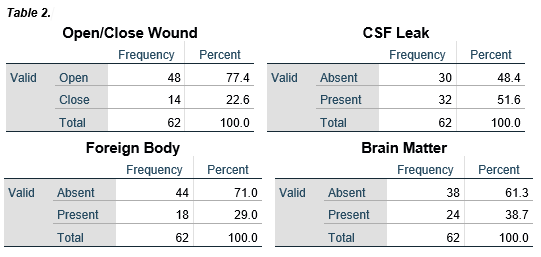 Table 2.
Open/Close Wound
Frequency Percent
Valid Open 48 77.4
Close 14 22.6
Total 62 100.0
CSF Leak
Frequency Percent
Valid Absent 30 48.4
Present 32 51.6
Total 62 100.0
Foreign Body
Frequency Percent
Valid Absent 44 71.0
Present 18 29.0
Total 62 100.0
Brain Matter
Frequency Percent
Valid Absent 38 61.3
Present 24 38.7
Total 62 100.0